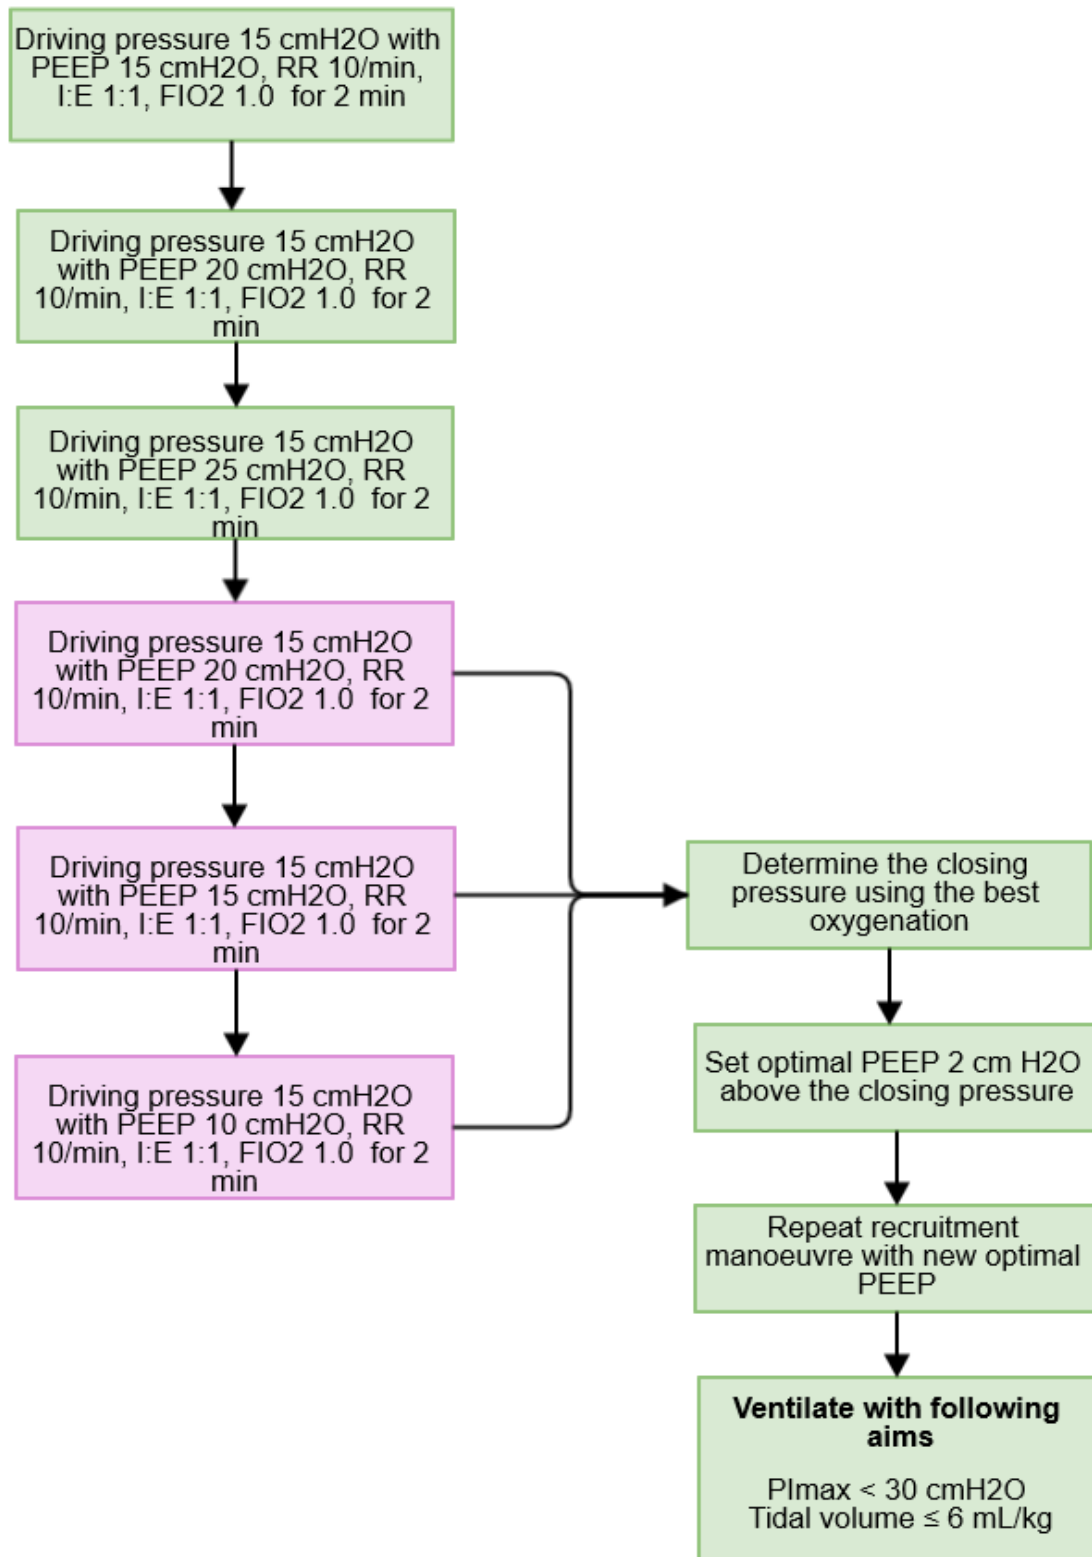 Driving pressure 15 cmH2O with
PEEP 15 cmH2O, RR 10/min,
I:E 1:1, FIO2 1.0  for 2 min
Driving pressure 15 cmH2O
with PEEP 20 cmH2O, RR
10/min, I:E 1:1, FIO2 1.0  for 2
min
Driving pressure 15 cmH2O
with PEEP 25 cmH2O, RR
10/min, I:E 1:1, FIO2 1.0  for 2
min
Driving pressure 15 cmH2O
with PEEP 20 cmH2O, RR
10/min, I:E 1:1, FIO2 1.0  for 2
min
Driving pressure 15 cmH2O
with PEEP 15 cmH2O, RR
10/min, I:E 1:1, FIO2 1.0  for 2
min
Driving pressure 15 cmH2O
with PEEP 10 cmH2O, RR
10/min, I:E 1:1, FIO2 1.0  for 2
min
Determine the closing
pressure using the best
oxygenation
Set optimal PEEP 2 cm H2O
above the closing pressure
Repeat recruitment
manoeuvre with new optimal
PEEP
Ventilate with following
aims
PImax < 30 cmH2O
Tidal volume ≤ 6 mL/kg